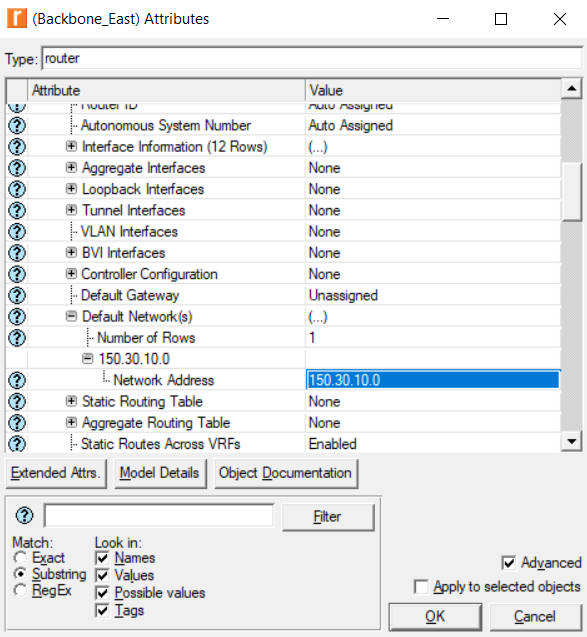 (Backbone_East) Attributes
Type: router
Attribute Value
Router ID Auto Assigned
Autonomous System Number Auto Assigned
Interface Information (12 Rows) (...)
Aggregate Interfaces None
Loopback Interfaces None
Tunnel Interfaces None
VLAN Interfaces None
BVI Interfaces None
Controller Configuration None
Default Gateway Unassigned
Default Network(s) (...)
Number of Rows 1
150.30.10.0
Network Address 150.30.10.0
Static Routing Table None
Aggregate Routing Table None
Static Routes Across VRFs Enabled
Extended Attrs. Model Details Object Documentation
Filter
Match: Look in:
Exact Names
Substring Values
RegEx Possible values
Tags
Advanced
Apply to selected objects
OK Cancel